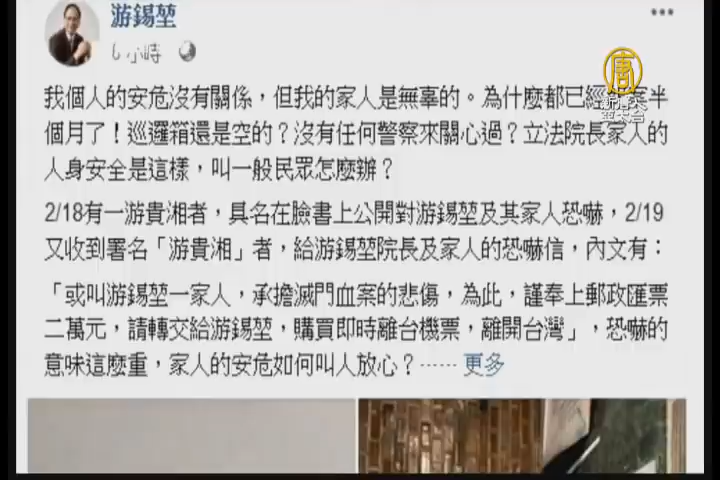 游錫堃
6小時
我個人的安危沒有關係，但我的家人是無辜的。為什麼都已經
半
個月了！巡邏箱還是空的？沒有任何警察來關心過？立法院長家人的
人身安全是這樣，叫一般民眾怎麼辦？
2/18有一游貴湘者，具名在臉書上公開對游錫堃及其家人恐嚇，2/19
又收到署名「游貴湘」者，給游錫堃院長及家人的恐嚇信，內文有：
「或叫游錫堃一家人，承擔滅門血案的悲傷，為此，謹奉上郵政匯票
二萬元，請轉交給游錫堃，購買即時離台機票，離開台灣」，恐嚇的
意味這麼重，家人的安危如何叫人放心？⋯⋯ 更多
唐